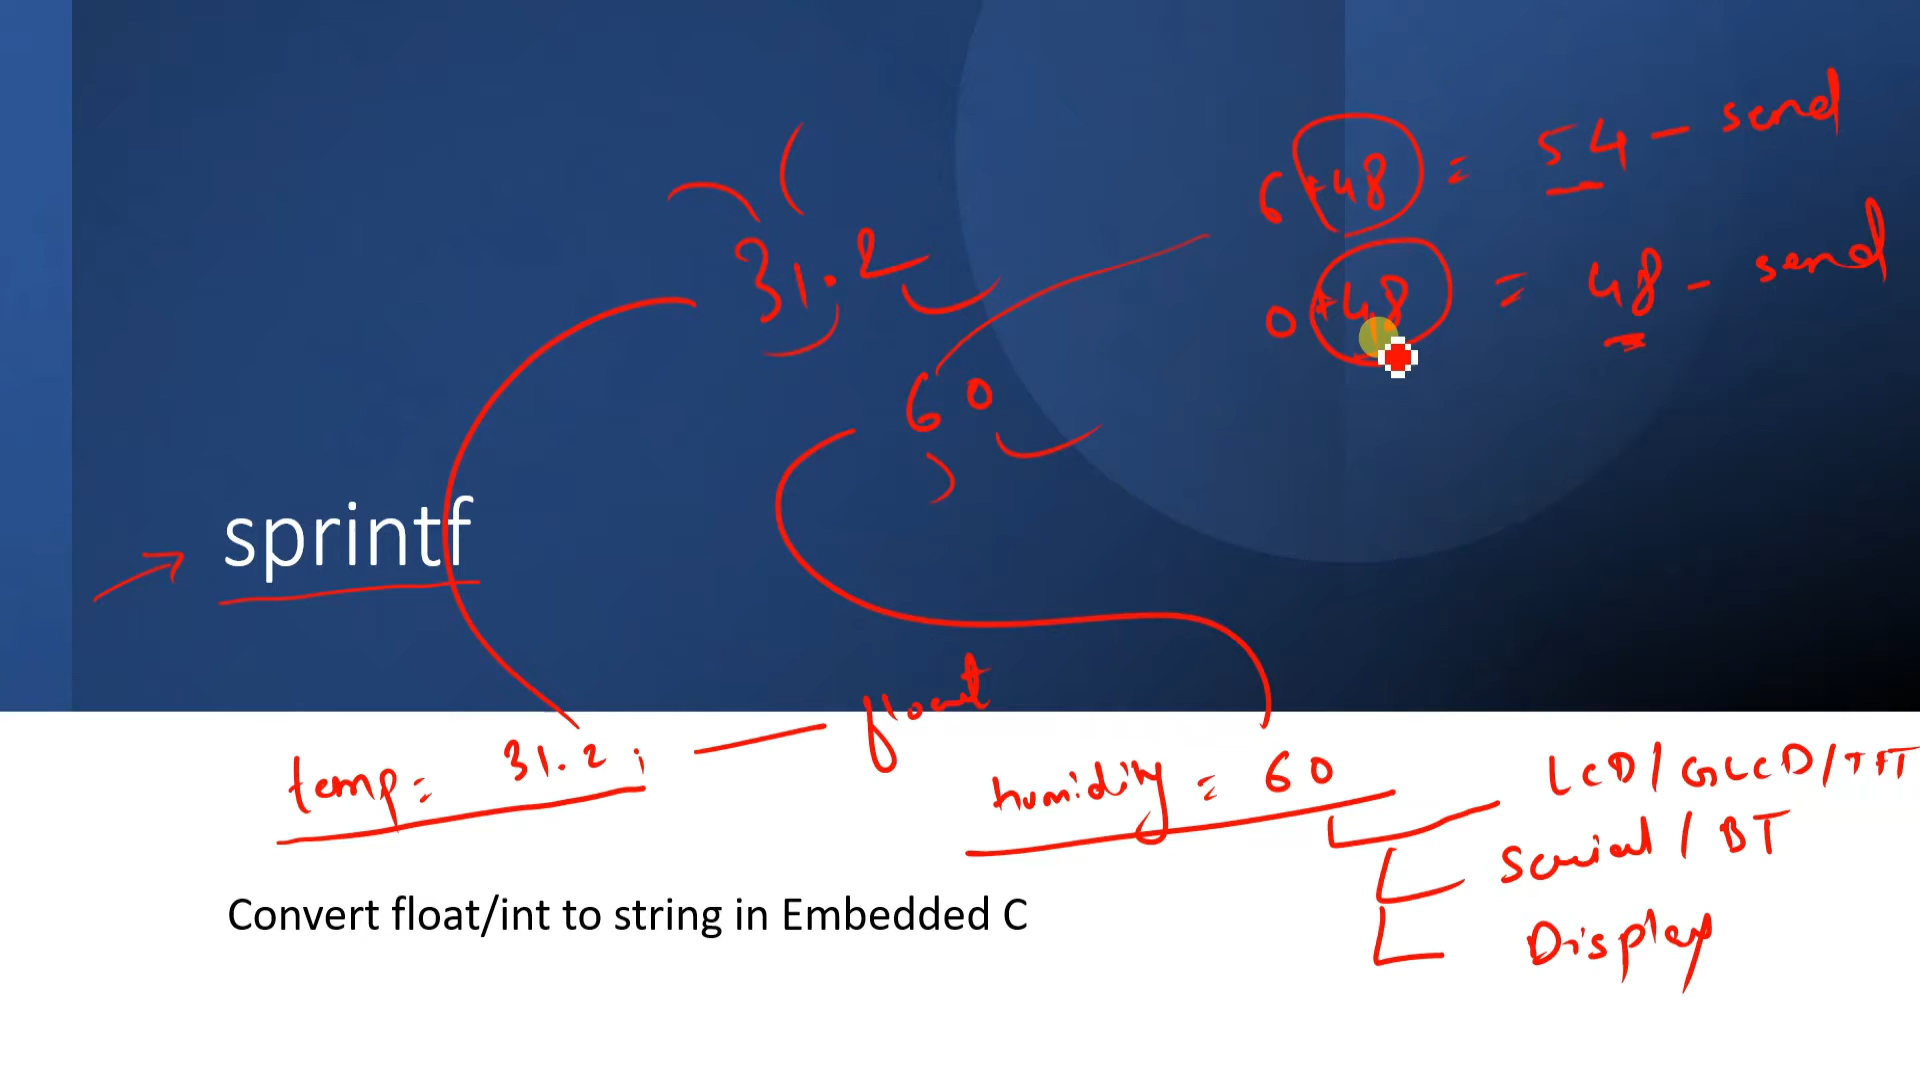 6 +48 = 54 - send
31.2
0 +48 = 48 - send
60
sprintf
temp = 31.2 ; — float
humidity = 60
LCD/GLCD/TFT
Serial / BT
Display
Convert float/int to string in Embedded C